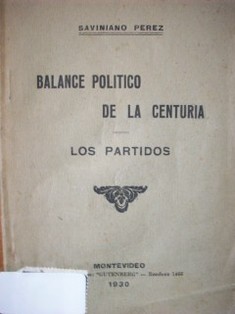 SAVINIANO PEREZ
BALANCE POLITICO
DE LA CENTURIA
LOS PARTIDOS
MONTEVIDEO
"GUTENBERG" —
1930